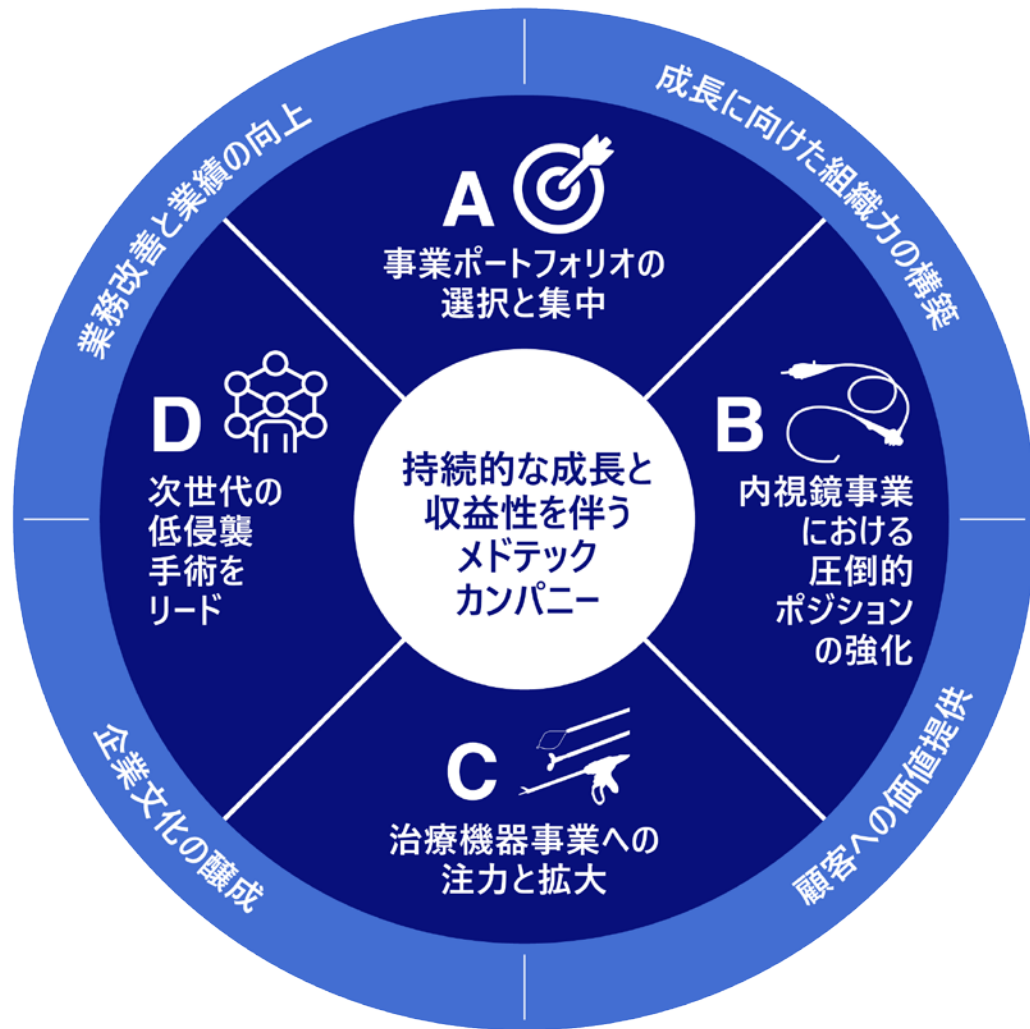 業務改善と業績の向上
成長に向けた組織力の構築
A
事業ポートフォリオの
選択と集中
D
次世代の
低侵襲
手術を
リード
持続的な成長と
収益性を伴う
メドテック
カンパニー
B
内視鏡事業
における
圧倒的
ポジション
の強化
C
治療機器事業への
注力と拡大
企業文化の醸成
顧客への価値提供